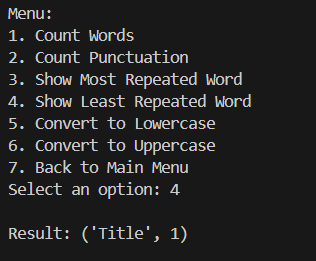 Menu:
1. Count Words
2. Count Punctuation
3. Show Most Repeated Word
4. Show Least Repeated Word
5. Convert to Lowercase
6. Convert to Uppercase
7. Back to Main Menu
Select an option: 4
Result: ('Title', 1)